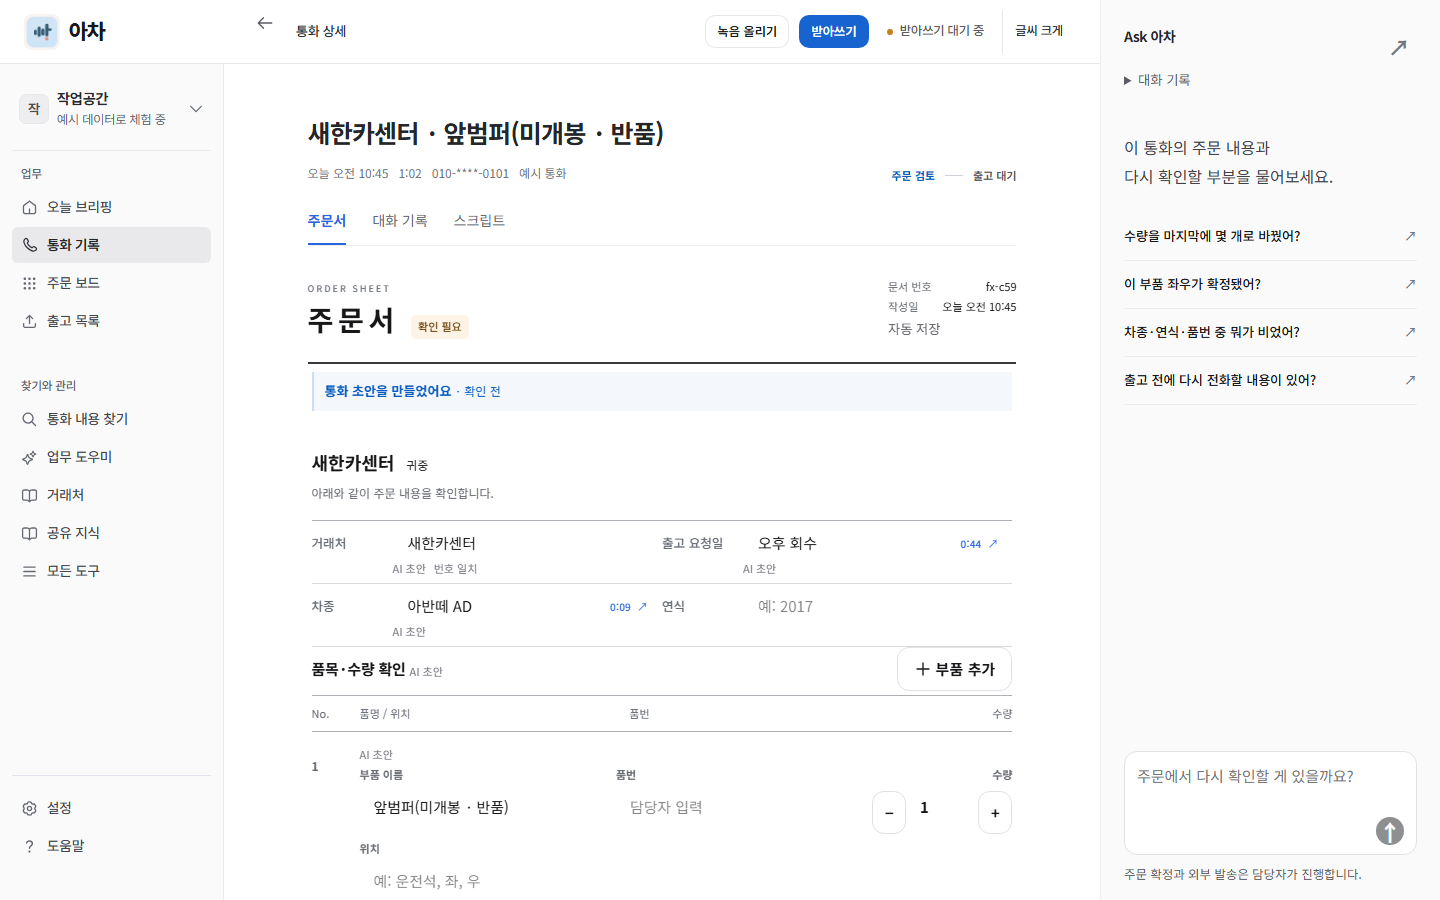 아차
통화 상세
녹음 올리기
받아쓰기
받아쓰기 대기 중
글씨 크게
작
작업공간
예시 데이터로 체험 중
업무
오늘 브리핑
통화 기록
주문 보드
출고 목록
찾기와 관리
통화 내용 찾기
업무 도우미
거래처
공유 지식
모든 도구
설정
도움말
새한카센터 · 앞범퍼(미개봉 · 반품)
오늘 오전 10:45 1:02 010-****-0101 예시 통화
주문 검토 — 출고 대기
주문서 대화 기록 스크립트
ORDER SHEET
주문서 확인 필요
문서 번호 fx-c59
작성일 오늘 오전 10:45
자동 저장
통화 초안을 만들었어요 · 확인 전
새한카센터 귀중
아래와 같이 주문 내용을 확인합니다.
거래처 새한카센터 출고 요청일 오후 회수 0:44 ↗
AI 초안 번호 일치 AI 초안
차종 아반떼 AD 0:09 ↗ 연식 예: 2017
AI 초안
품목·수량 확인 AI 초안 + 부품 추가
No. 품명 / 위치 품번 수량
AI 초안
1 부품 이름 품번 수량
앞범퍼(미개봉 · 반품) 담당자 입력 − 1 +
위치
예: 운전석, 좌, 우
Ask 아차
▶ 대화 기록
이 통화의 주문 내용과
다시 확인할 부분을 물어보세요.
수량을 마지막에 몇 개로 바꿨어? ↗
이 부품 좌우가 확정됐어? ↗
차종·연식·품번 중 뭐가 비었어? ↗
출고 전에 다시 전화할 내용이 있어? ↗
주문에서 다시 확인할 게 있을까요?
주문 확정과 외부 발송은 담당자가 진행합니다.